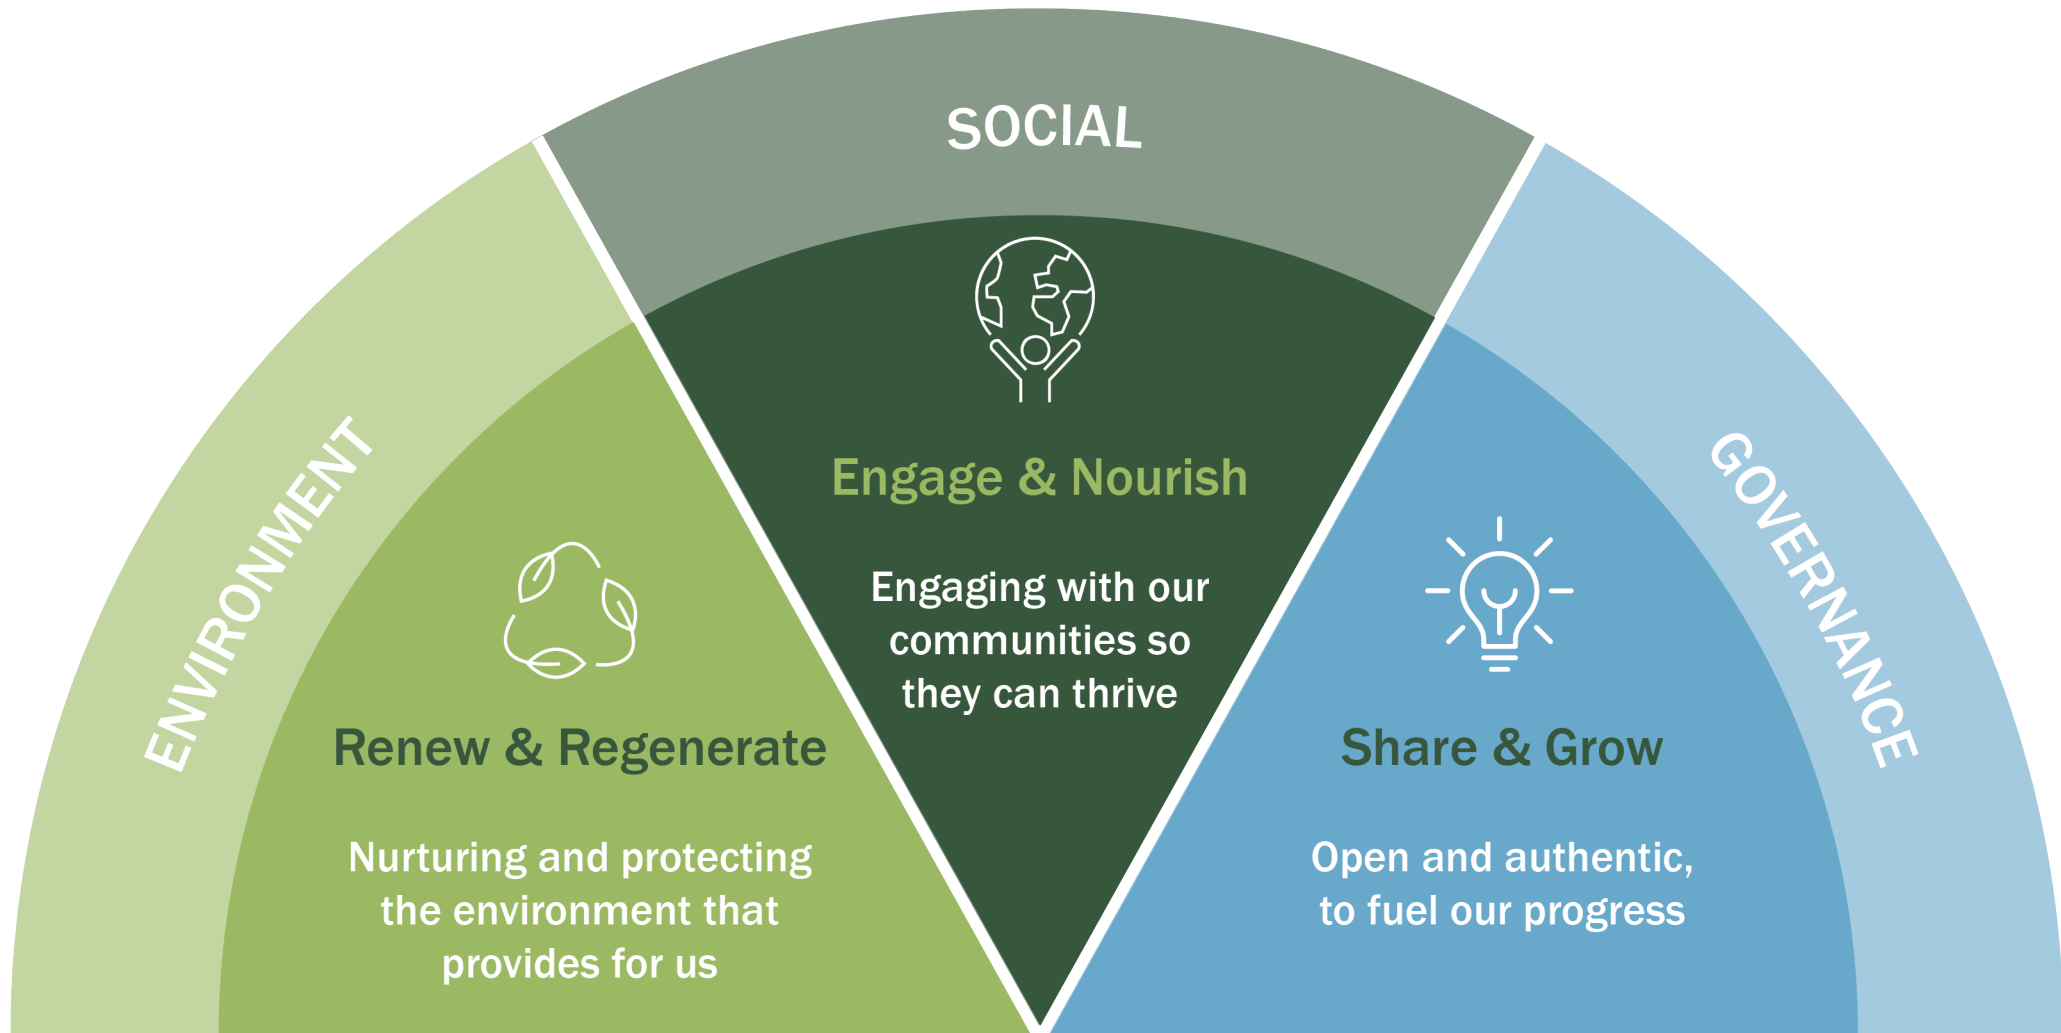 ENVIRONMENT
Renew & Regenerate
Nurturing and protecting
the environment that
provides for us
SOCIAL
Engage & Nourish
Engaging with our
communities so
they can thrive
GOVERNANCE
Share & Grow
Open and authentic,
to fuel our progress